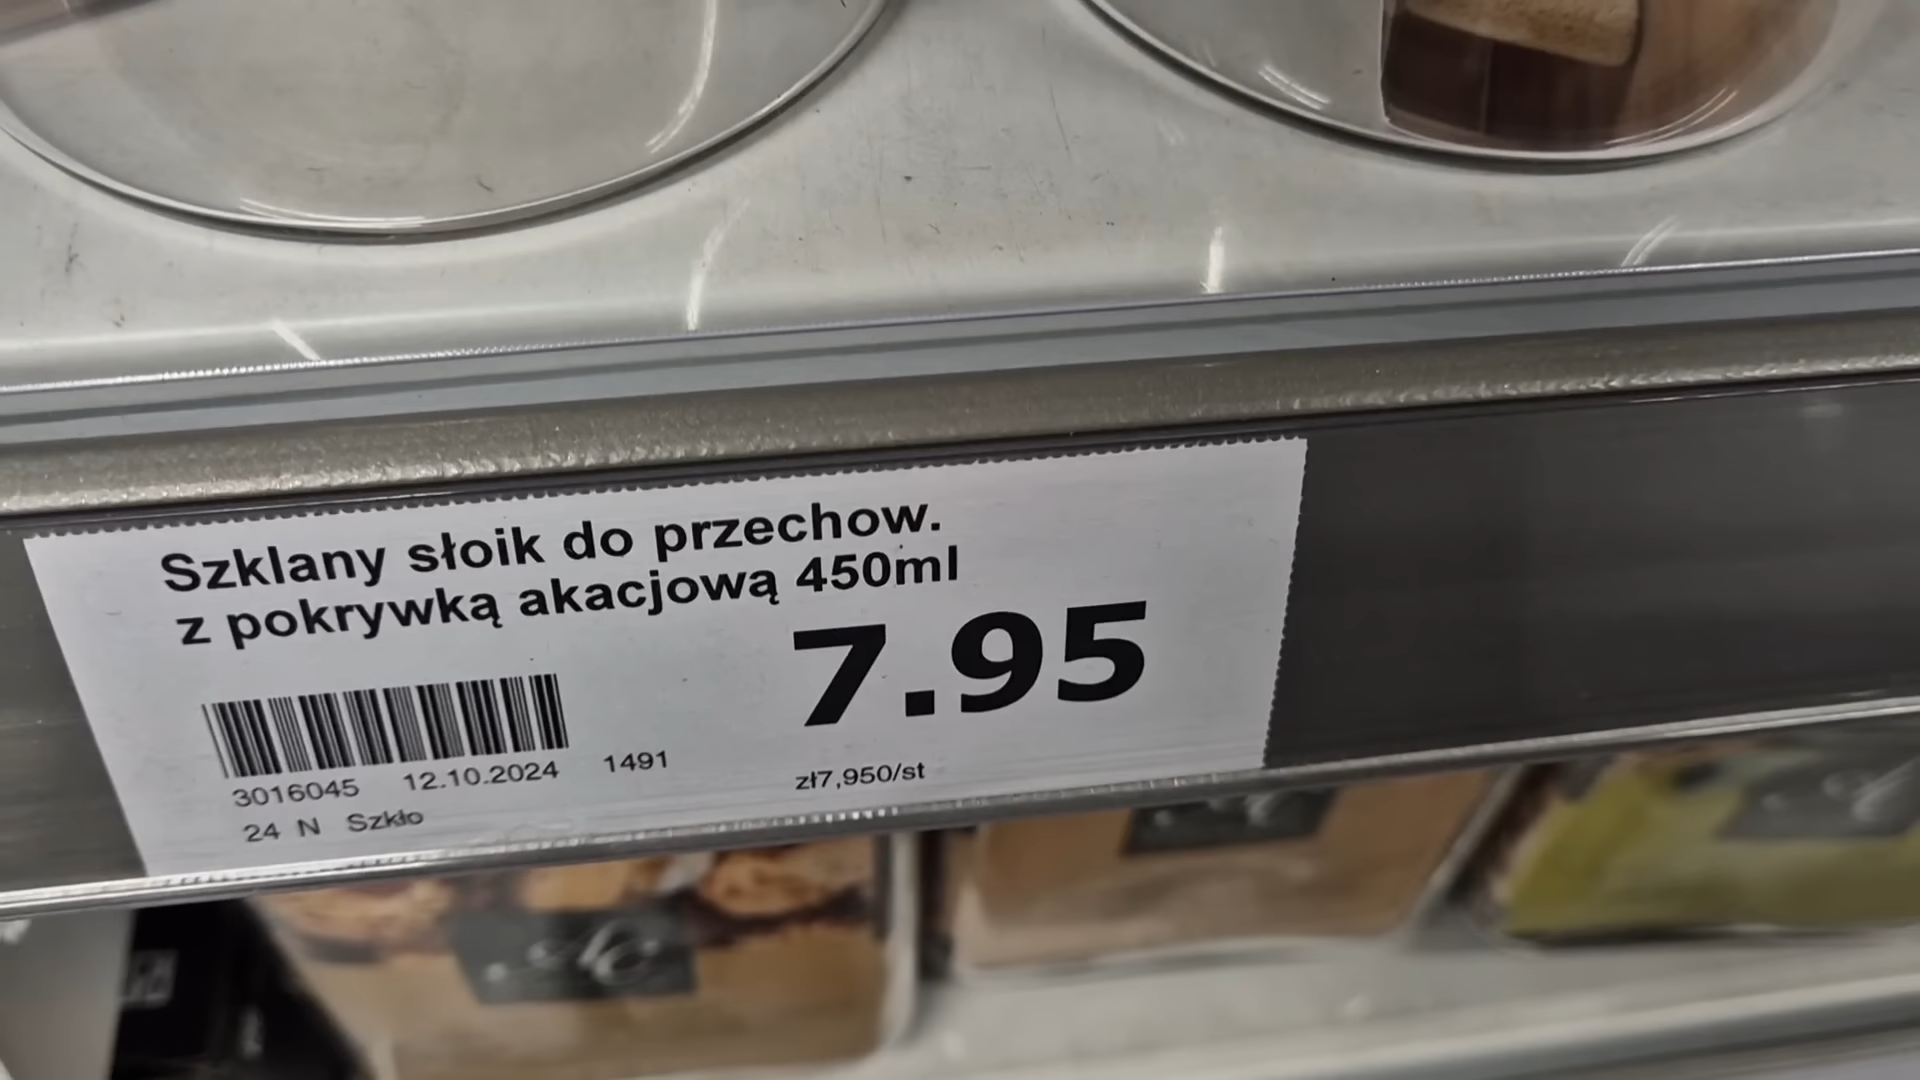 Szklany słoik do przechow.
z pokrywką akacjową 450ml
7.95
3016045 12.10.2024 1491
zł7,950/st
24 N Szkło